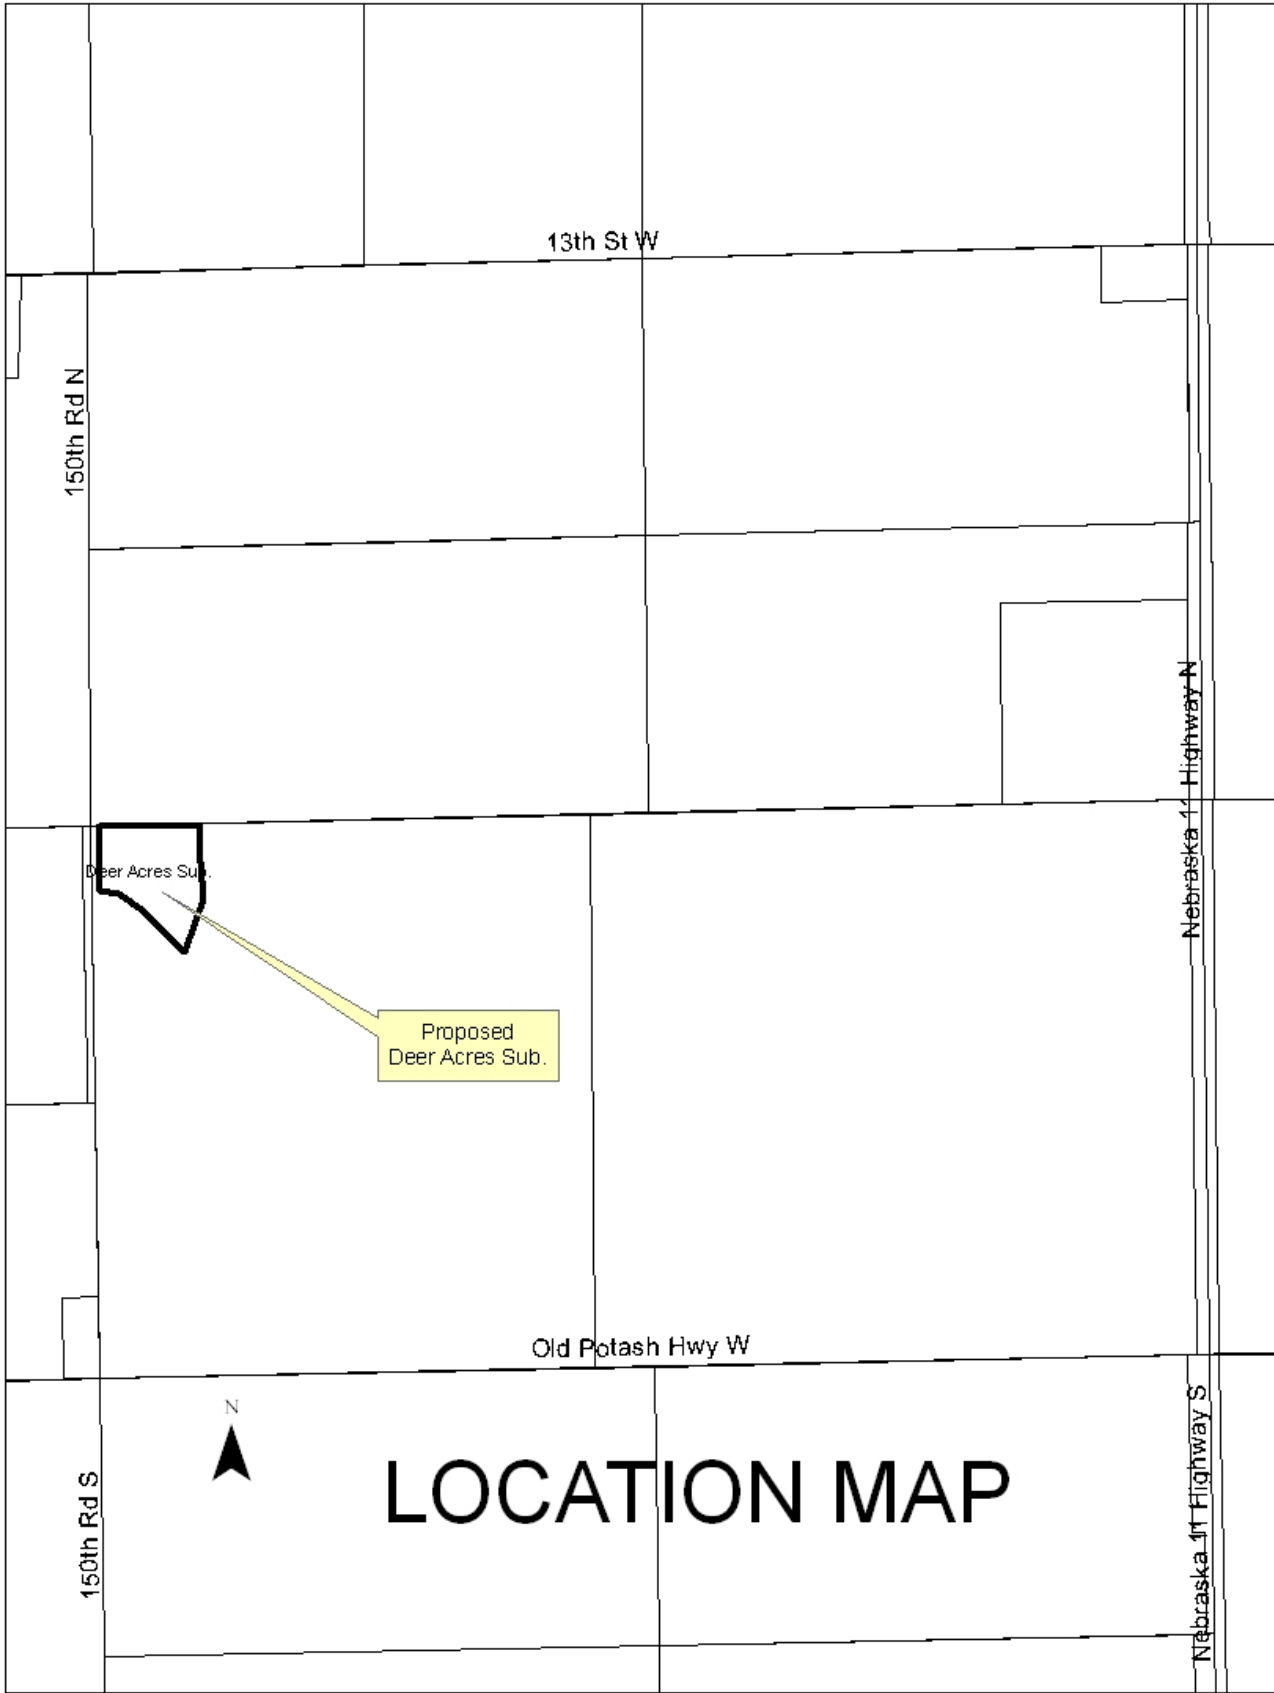 13th St W
150th Rd N
Nebraska 11 Highway N
Deer Acres Sub.
Proposed
Deer Acres Sub.
Old Potash Hwy W
N
LOCATION MAP
150th Rd S
Nebraska 11 Highway S